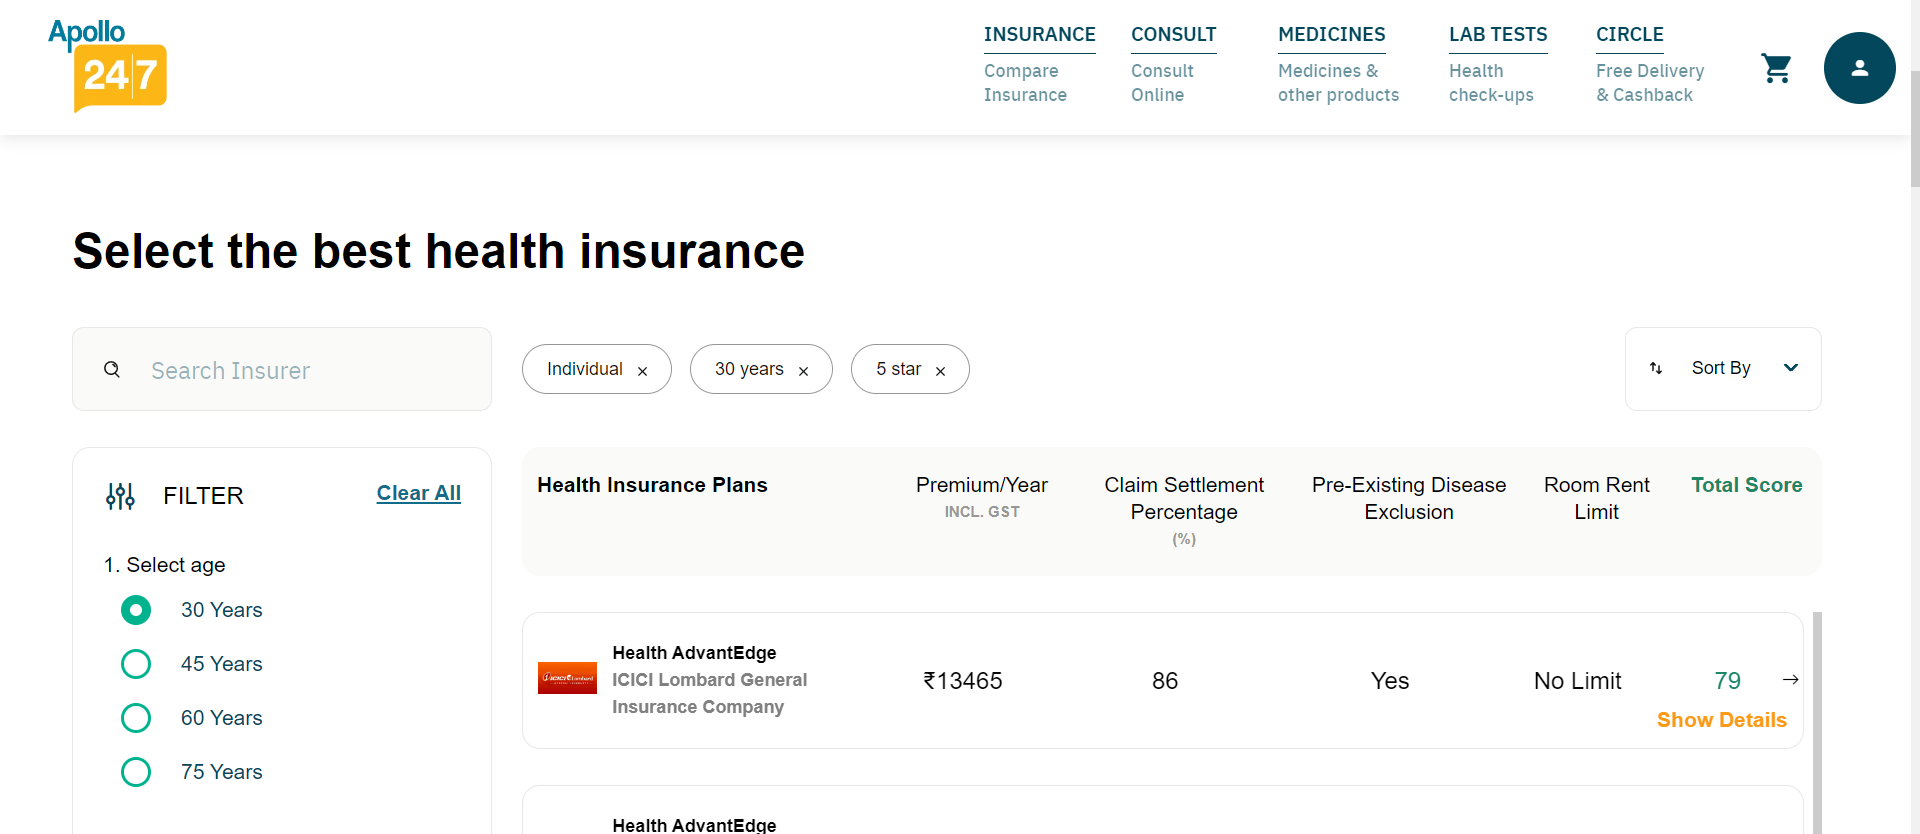 Apollo
24|7
INSURANCE
Compare
Insurance
CONSULT
Consult
Online
MEDICINES
Medicines &
other products
LAB TESTS
Health
check-ups
CIRCLE
Free Delivery
& Cashback
Select the best health insurance
Search Insurer
Individual ×
30 years ×
5 star ×
Sort By
FILTER
Clear All
1. Select age
30 Years
45 Years
60 Years
75 Years
Health Insurance Plans
Premium/Year
INCL. GST
Claim Settlement
Percentage
(%)
Pre-Existing Disease
Exclusion
Room Rent
Limit
Total Score
ICICI Lombard
Health AdvantEdge
ICICI Lombard General
Insurance Company
₹13465
86
Yes
No Limit
79
Show Details
Health AdvantEdge